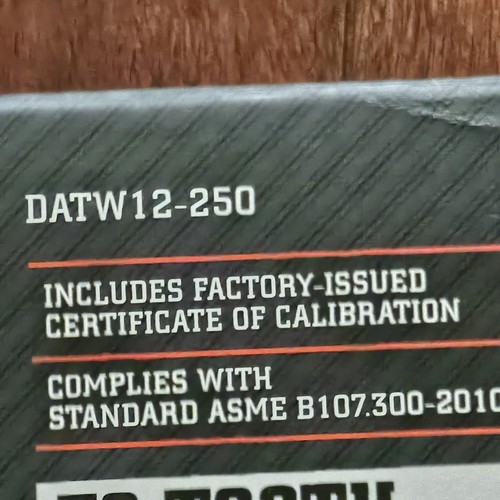 DATW12-250
INCLUDES FACTORY-ISSUED
CERTIFICATE OF CALIBRATION
COMPLIES WITH
STANDARD ASME B107.300-2010